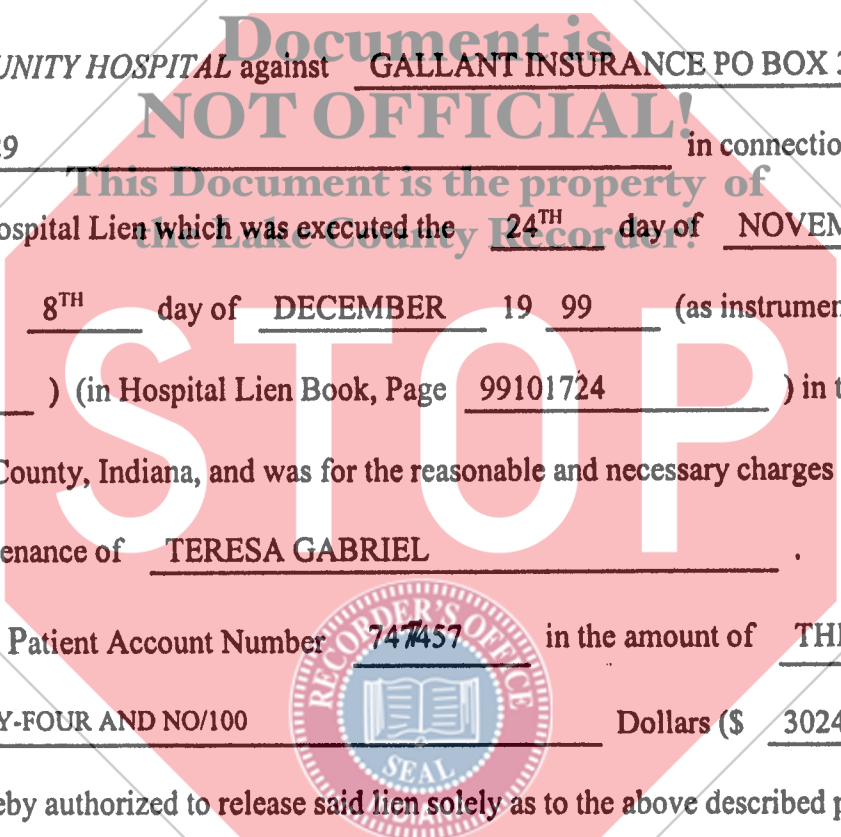 Document is
UNITY HOSPITAL against GALLANT INSURANCE PO BOX
NOT OFFICIAL!
9 in connectio
This Document is the property of
ospital Lien which was executed the 24TH day of NOVEM
the Lake County Recorder!
8TH day of DECEMBER 19 99 (as instrumen
) (in Hospital Lien Book, Page 99101724 ) in t
STOP
County, Indiana, and was for the reasonable and necessary charges
enance of TERESA GABRIEL .
Patient Account Number 747457 in the amount of TH
Y-FOUR AND NO/100 Dollars ($ 3024
RECORDER'S OFFICE
SEAL
eby authorized to release said lien solely as to the above described p